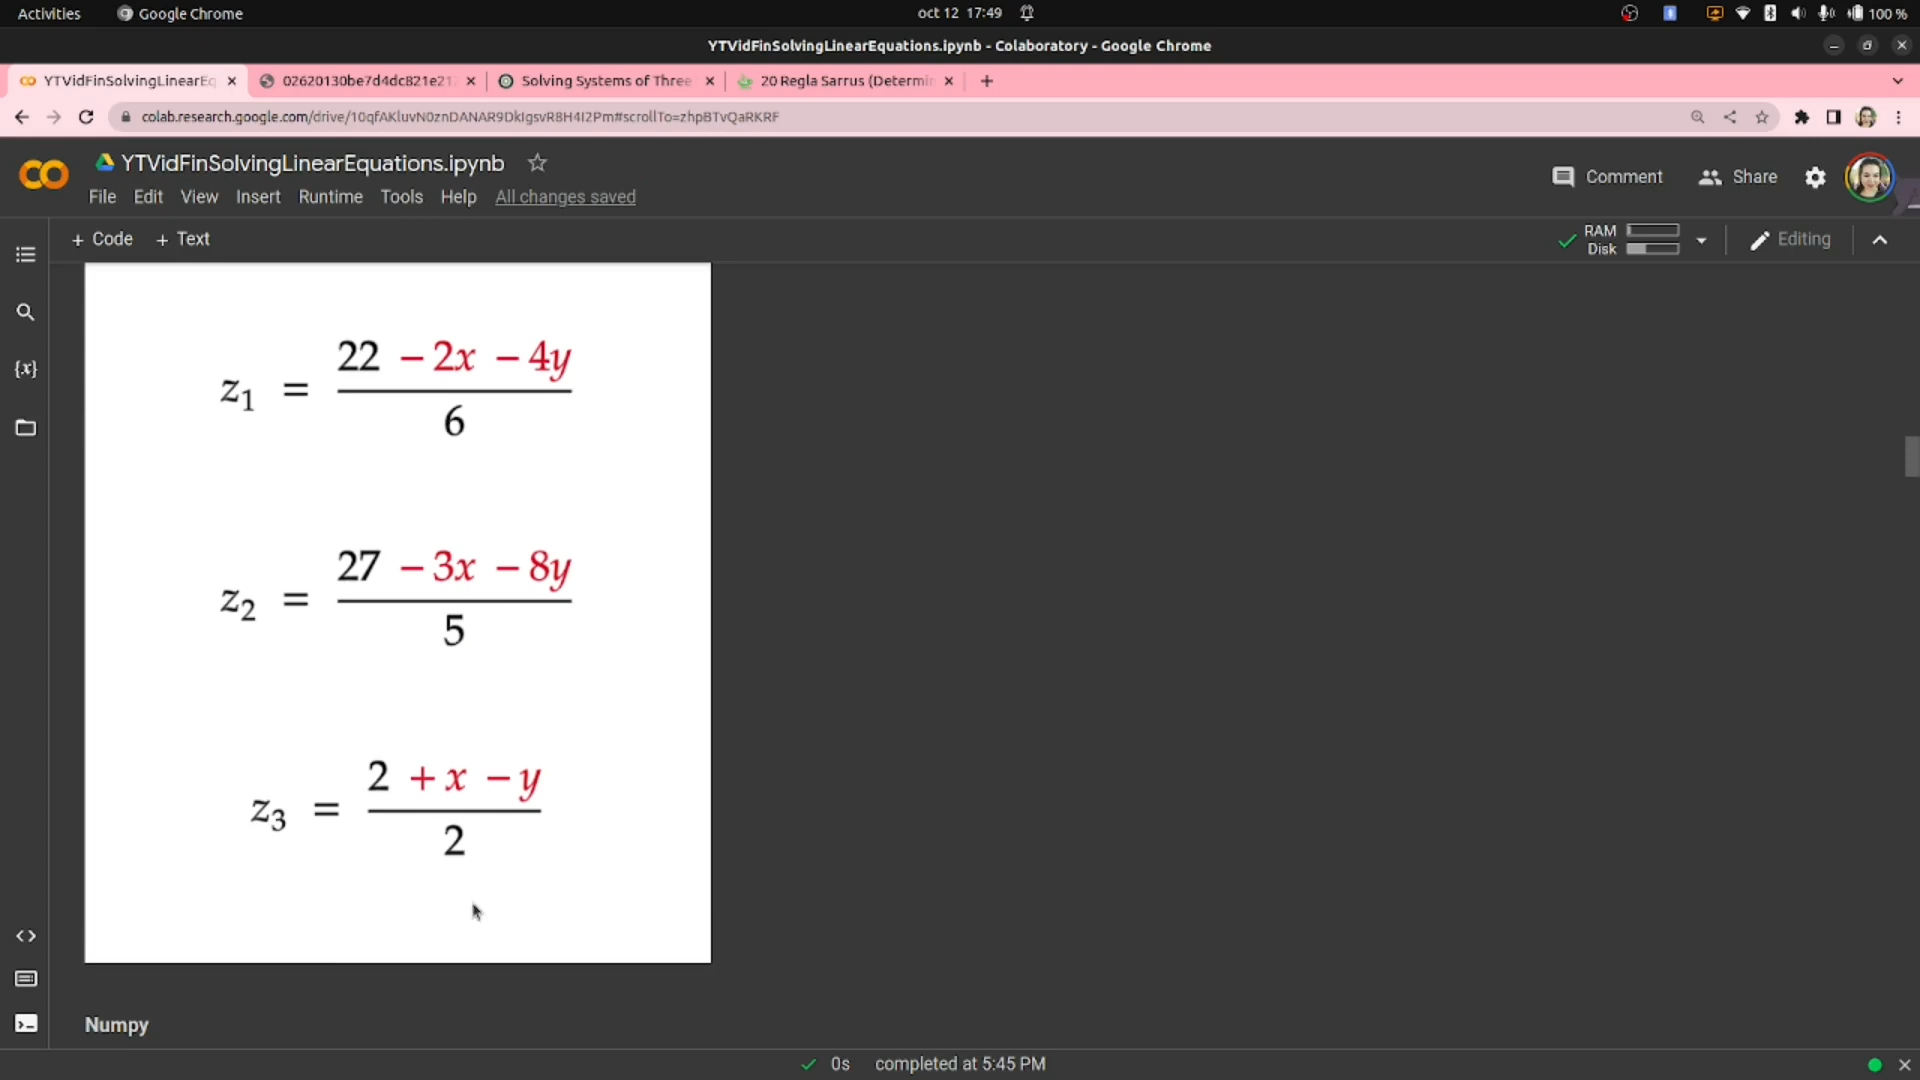 Activities Google Chrome oct 12 17:49 100 %
YTVidFinSolvingLinearEquations.ipynb - Colaboratory - Google Chrome
YTVidFinSolvingLinearEq 02620130be7d4dc821e21 Solving Systems of Three 20 Regla Sarrus (Determin
colab.research.google.com/drive/10qfAKluvN0znDANAR9DkIgsvR8H4I2Pm#scrollTo=zhpBTvQaRKRF
YTVidFinSolvingLinearEquations.ipynb
Comment Share
File Edit View Insert Runtime Tools Help All changes saved
+ Code + Text RAM Disk Editing
z₁ = (22 − 2x − 4y) / 6
z₂ = (27 − 3x − 8y) / 5
z₃ = (2 + x − y) / 2
Numpy
0s completed at 5:45 PM